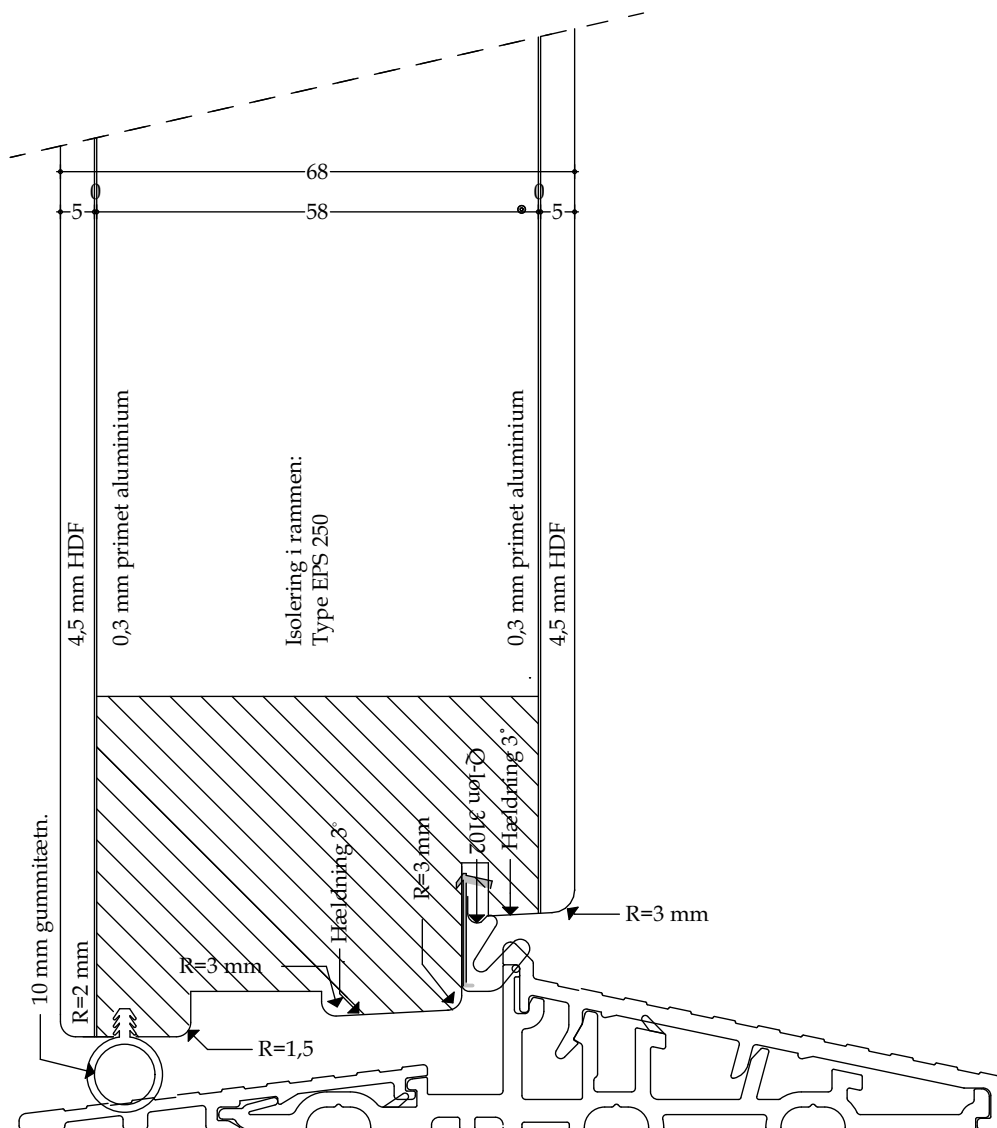 68
0
0
5
58
5
4,5 mm HDF
0,3 mm primet aluminium
Isolering i rammen:
Type EPS 250
0,3 mm primet aluminium
4,5 mm HDF
10 mm gummitætn.
R=2 mm
R=3 mm
Hældning 3°
R=3 mm
Q-lon 3102
Hældning 3°
R=3 mm
R=1,5